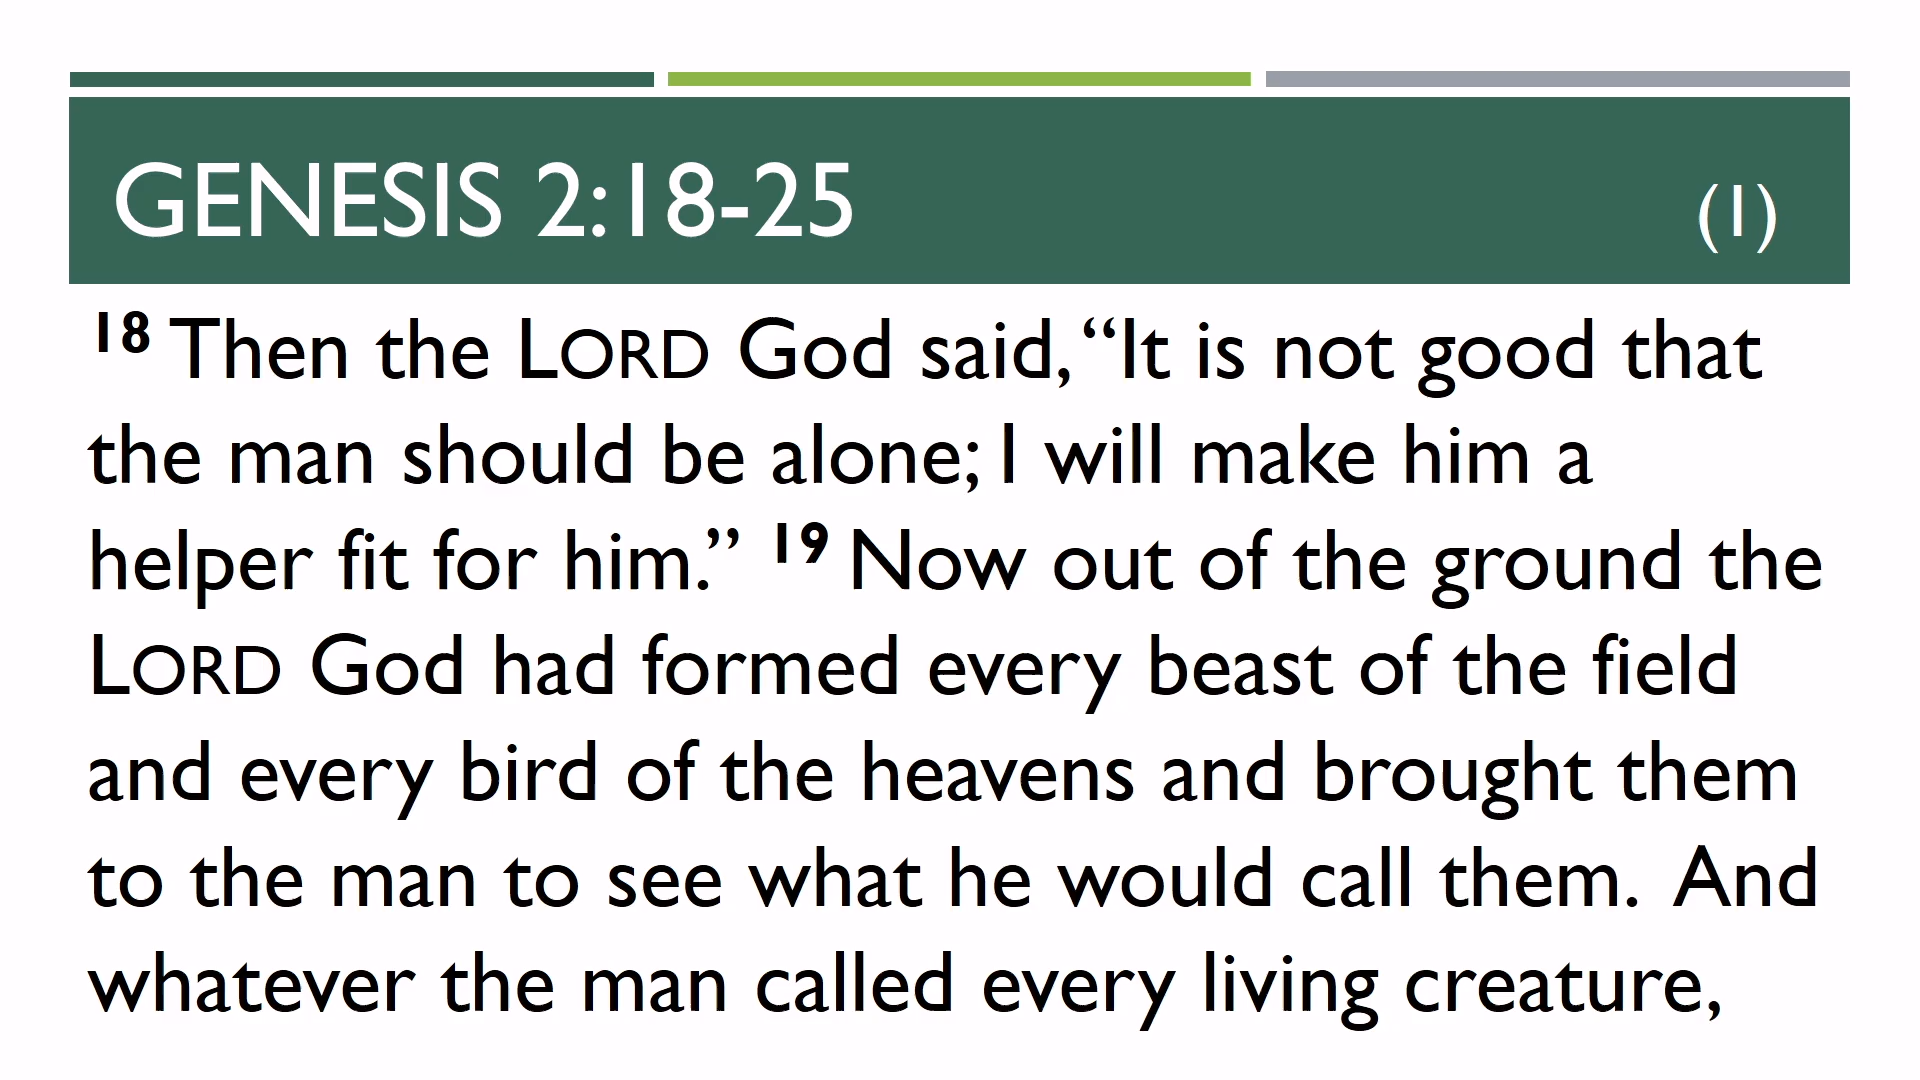 GENESIS 2:18-25 (1)
18 Then the LORD God said, “It is not good that
the man should be alone; I will make him a
helper fit for him.” 19 Now out of the ground the
LORD God had formed every beast of the field
and every bird of the heavens and brought them
to the man to see what he would call them.  And
whatever the man called every living creature,